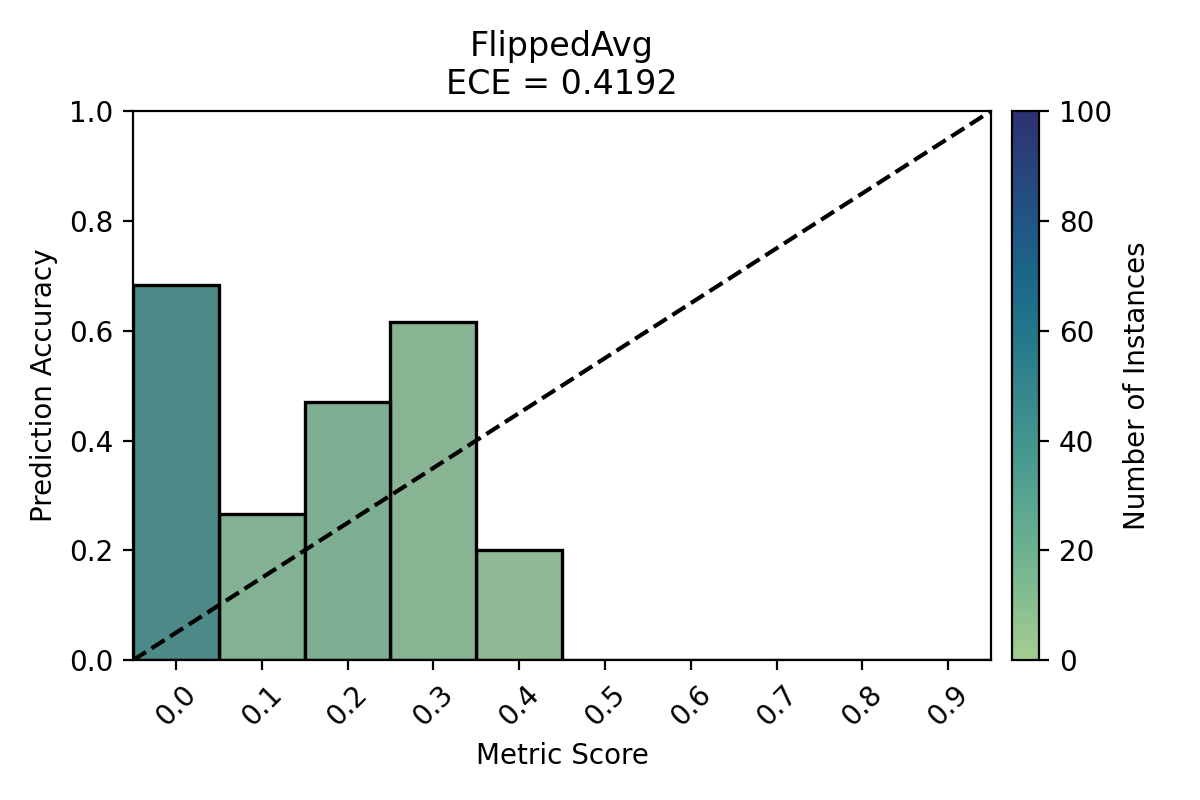 FlippedAvg
ECE = 0.4192
Prediction Accuracy
1.0
0.8
0.6
0.4
0.2
0.0
0.0 0.1 0.2 0.3 0.4 0.5 0.6 0.7 0.8 0.9
Metric Score
100
80
60
40
20
0
Number of Instances